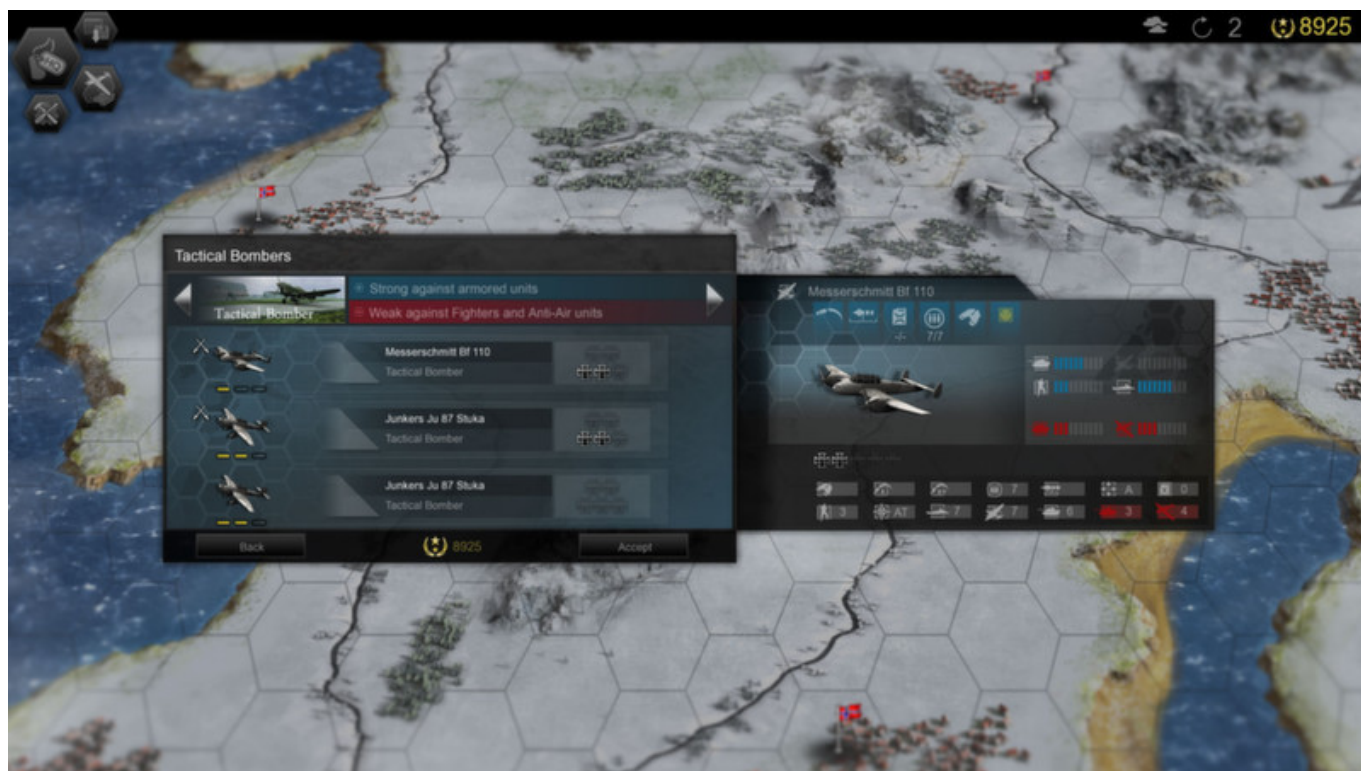 2 8925
Tactical Bombers
Tactical Bomber
Strong against armored units
Weak against Fighters and Anti-Air units
Messerschmitt Bf 110
Tactical Bomber
Junkers Ju 87 Stuka
Tactical Bomber
Junkers Ju 87 Stuka
Tactical Bomber
Back
8925
Accept
Messerschmitt Bf 110
-/- 7/7
7 A 0
3 AT 7 7 6 3 4